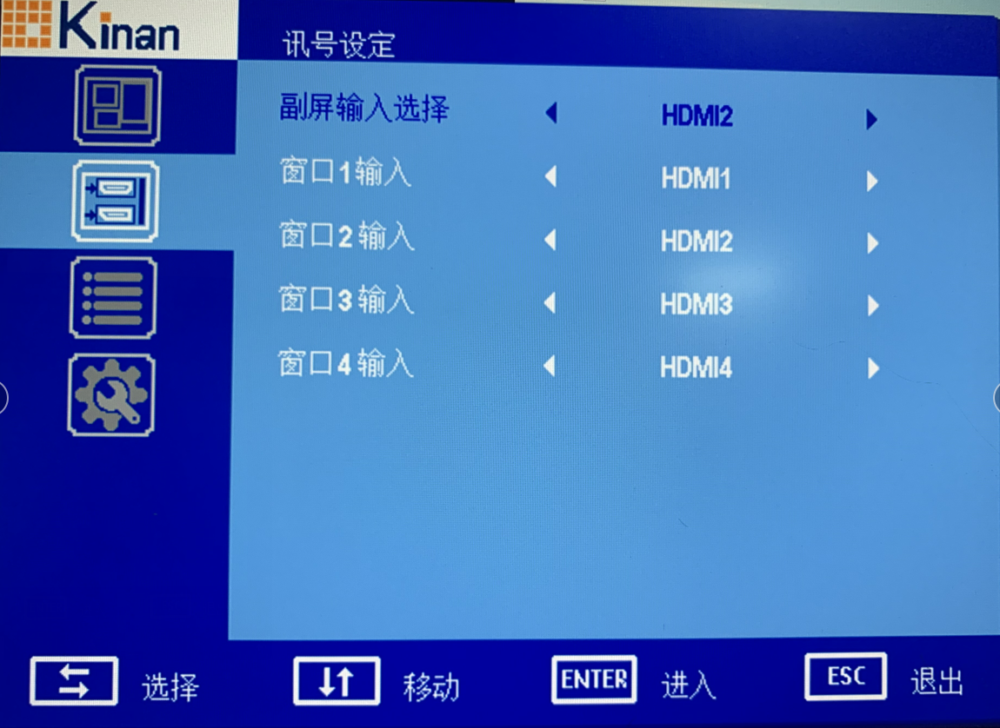 Kinan
讯号设定
副屏输入选择 HDMI2
窗口1输入 HDMI1
窗口2输入 HDMI2
窗口3输入 HDMI3
窗口4输入 HDMI4
选择 移动 ENTER 进入 ESC 退出